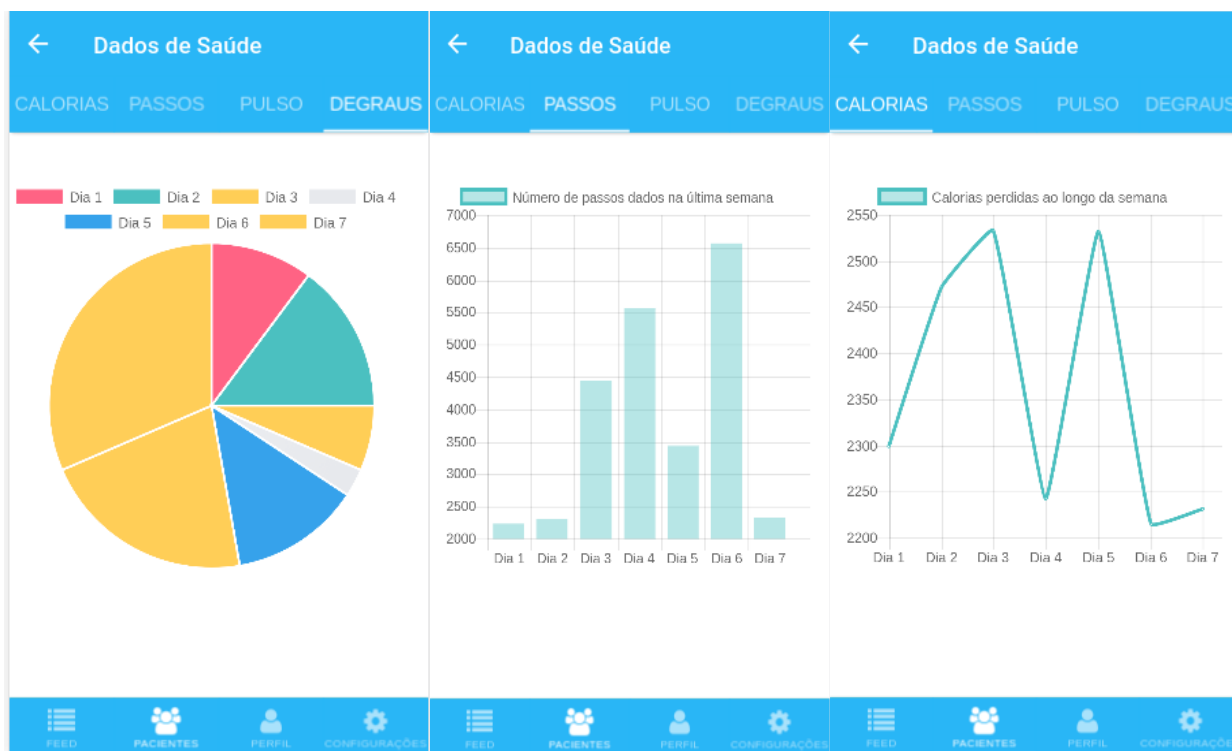 Dados de Saúde
CALORIAS PASSOS PULSO DEGRAUS
Dia 1 Dia 2 Dia 3 Dia 4
Dia 5 Dia 6 Dia 7
FEED PACIENTES PERFIL CONFIGURAÇÕES
Dados de Saúde
CALORIAS PASSOS PULSO DEGRAUS
Número de passos dados na última semana
7000
6500
6000
5500
5000
4500
4000
3500
3000
2500
2000
Dia 1 Dia 2 Dia 3 Dia 4 Dia 5 Dia 6 Dia 7
FEED PACIENTES PERFIL CONFIGURAÇÕES
Dados de Saúde
CALORIAS PASSOS PULSO DEGRAUS
Calorias perdidas ao longo da semana
2550
2500
2450
2400
2350
2300
2250
2200
Dia 1 Dia 2 Dia 3 Dia 4 Dia 5 Dia 6 Dia 7
FEED PACIENTES PERFIL CONFIGURAÇÕES